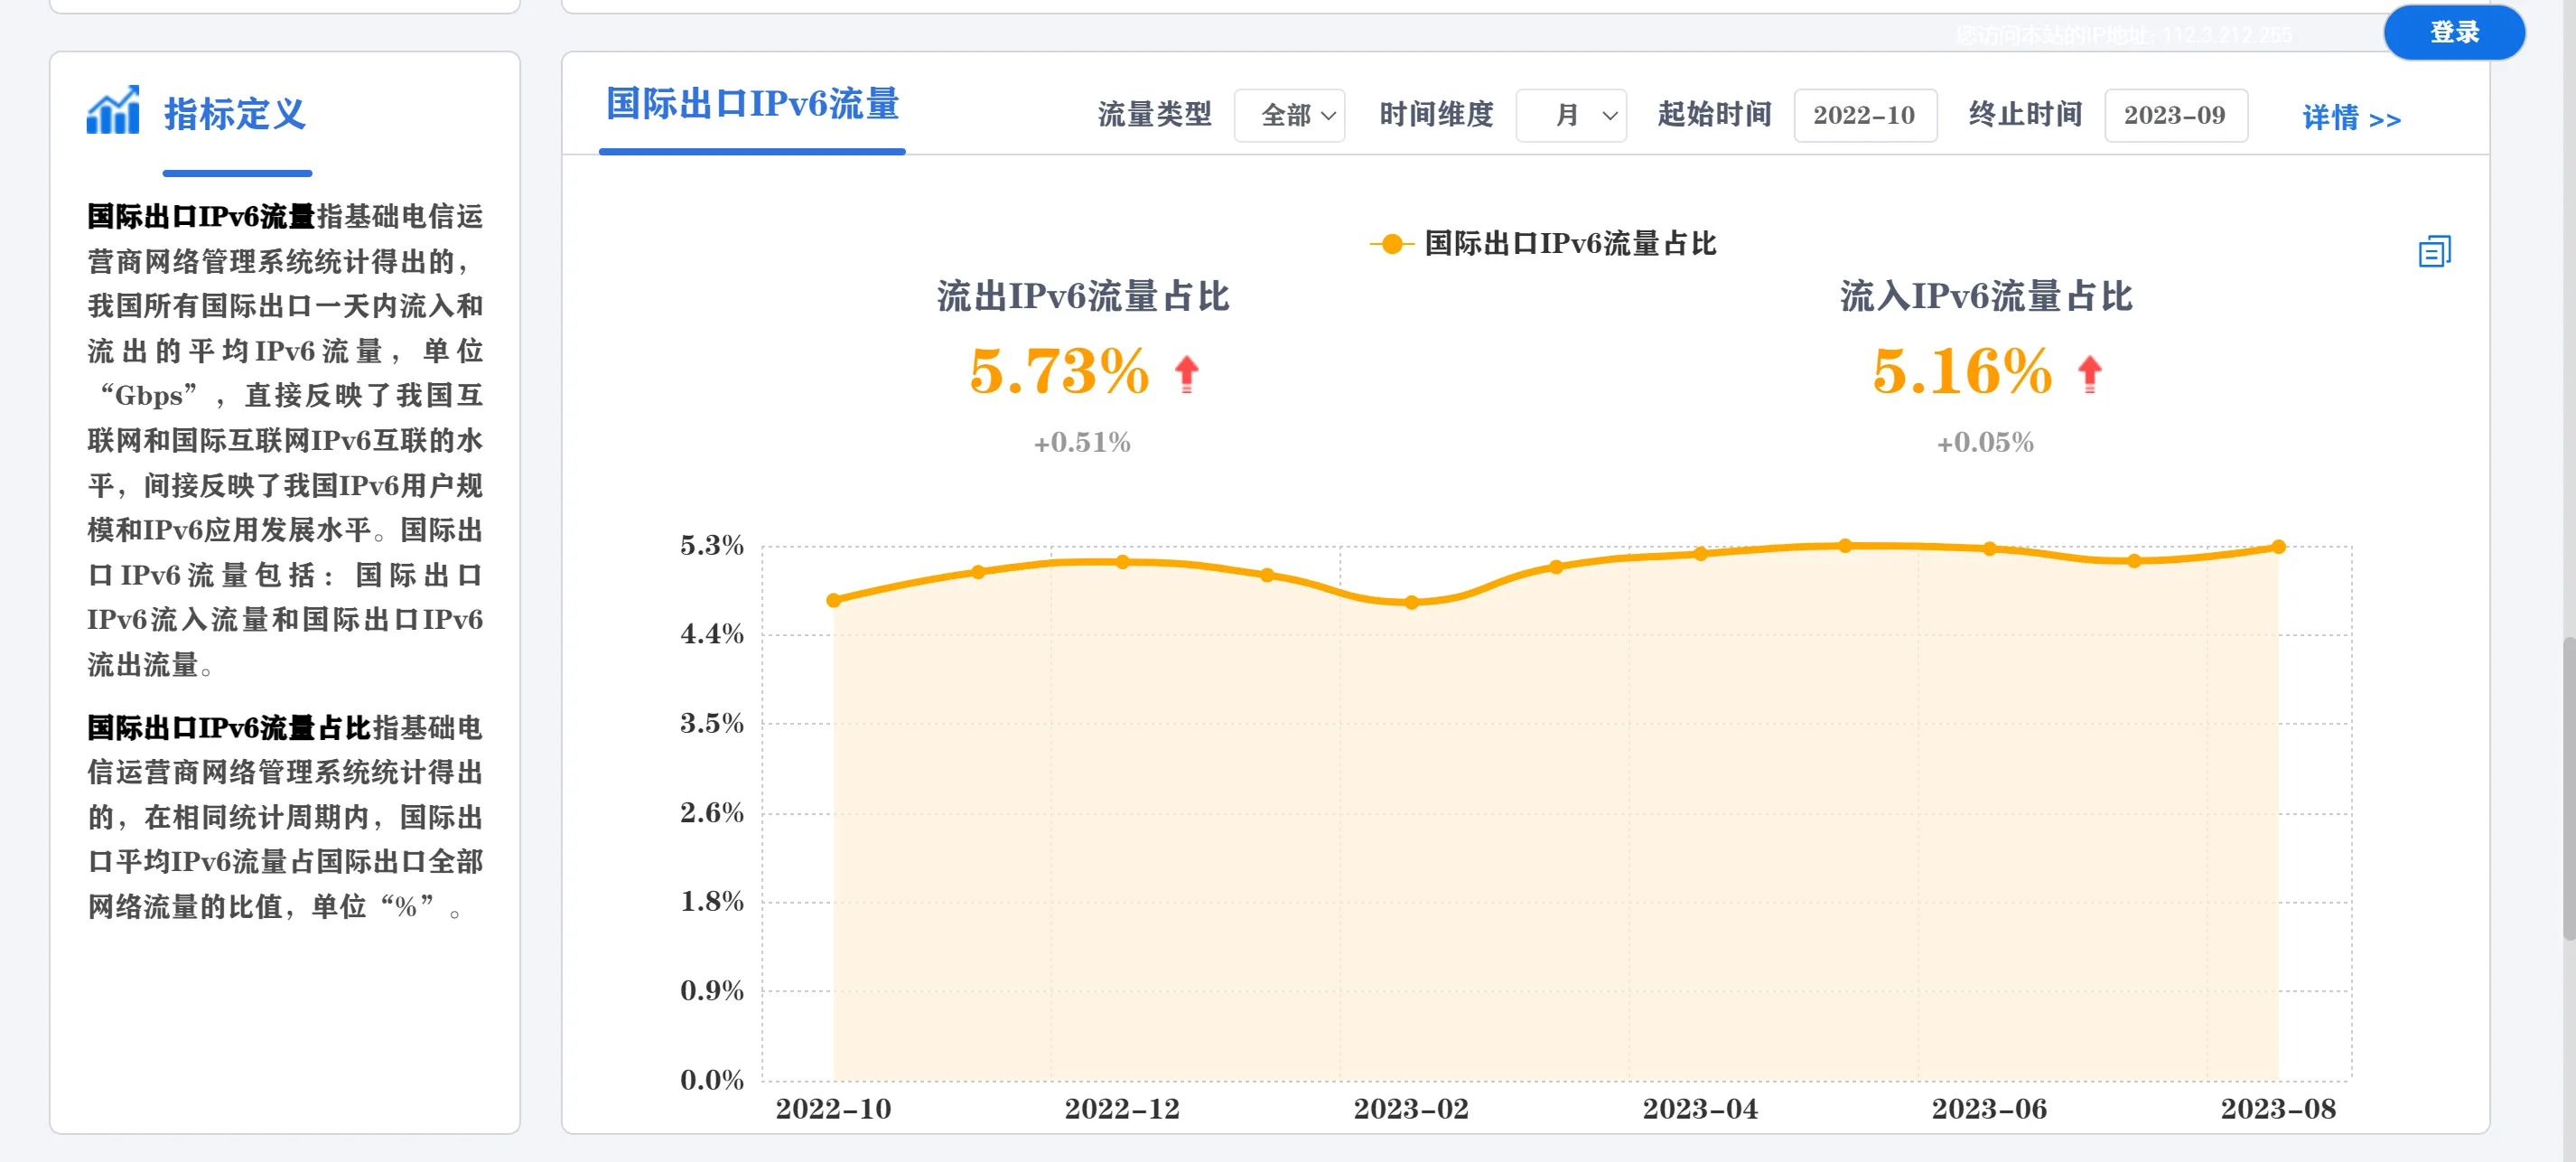 您访问本站的IP地址: 112.3.212.255
登录
指标定义
国际出口IPv6流量指基础电信运
营商网络管理系统统计得出的，
我国所有国际出口一天内流入和
流出的平均IPv6流量，单位
“Gbps”，直接反映了我国互
联网和国际互联网IPv6互联的水
平，间接反映了我国IPv6用户规
模和IPv6应用发展水平。国际出
口IPv6流量包括：国际出口
IPv6流入流量和国际出口IPv6
流出流量。
国际出口IPv6流量占比指基础电
信运营商网络管理系统统计得出
的，在相同统计周期内，国际出
口平均IPv6流量占国际出口全部
网络流量的比值，单位“%”。
国际出口IPv6流量
流量类型 全部 时间维度 月 起始时间 2022-10 终止时间 2023-09 详情 >>
国际出口IPv6流量占比
流出IPv6流量占比
5.73%
+0.51%
流入IPv6流量占比
5.16%
+0.05%
5.3%
4.4%
3.5%
2.6%
1.8%
0.9%
0.0%
2022-10 2022-12 2023-02 2023-04 2023-06 2023-08